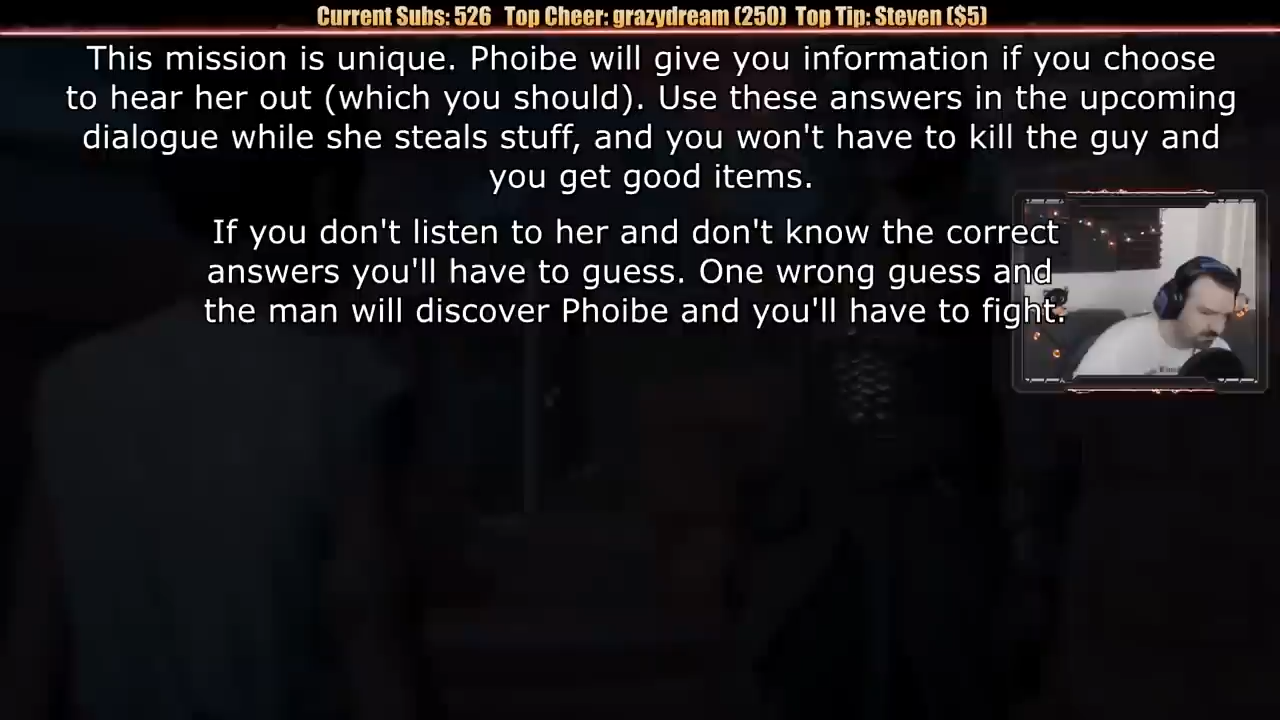 Current Subs: 526 Top Cheer: grazydream (250) Top Tip: Steven ($5)
This mission is unique. Phoibe will give you information if you choose
to hear her out (which you should). Use these answers in the upcoming
dialogue while she steals stuff, and you won't have to kill the guy and
you get good items.
If you don't listen to her and don't know the correct
answers you'll have to guess. One wrong guess and
the man will discover Phoibe and you'll have to fight.